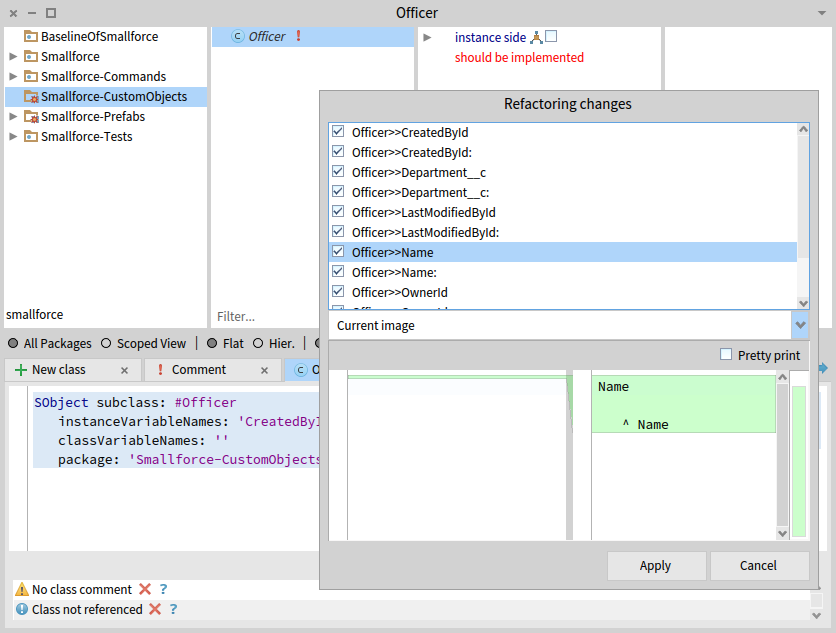 Officer
BaselineOfSmallforce
Smallforce
Smallforce-Commands
Smallforce-CustomObjects
Smallforce-Prefabs
Smallforce-Tests
smallforce
Officer !
Filter...
instance side
should be implemented
All Packages Scoped View | Flat Hier. |
New class
! Comment
C O
SObject subclass: #Officer
instanceVariableNames: 'CreatedByI
classVariableNames: ''
package: 'Smallforce-CustomObjects
No class comment ?
Class not referenced ?
Refactoring changes
Officer>>CreatedById
Officer>>CreatedById:
Officer>>Department__c
Officer>>Department__c:
Officer>>LastModifiedById
Officer>>LastModifiedById:
Officer>>Name
Officer>>Name:
Officer>>OwnerId
Current image
Pretty print
Name
^ Name
Apply
Cancel